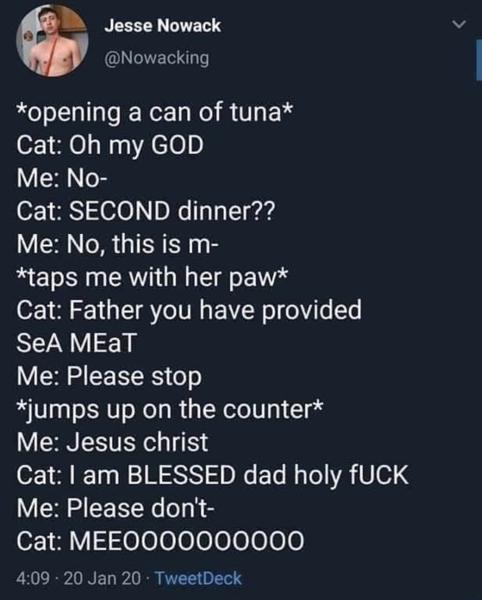 Jesse Nowack
@Nowacking
*opening a can of tuna*
Cat: Oh my GOD
Me: No-
Cat: SECOND dinner??
Me: No, this is m-
*taps me with her paw*
Cat: Father you have provided
SeA MEaT
Me: Please stop
*jumps up on the counter*
Me: Jesus christ
Cat: I am BLESSED dad holy fUCK
Me: Please don't-
Cat: MEEOOOOOOOOOO
4:09 · 20 Jan 20 · TweetDeck